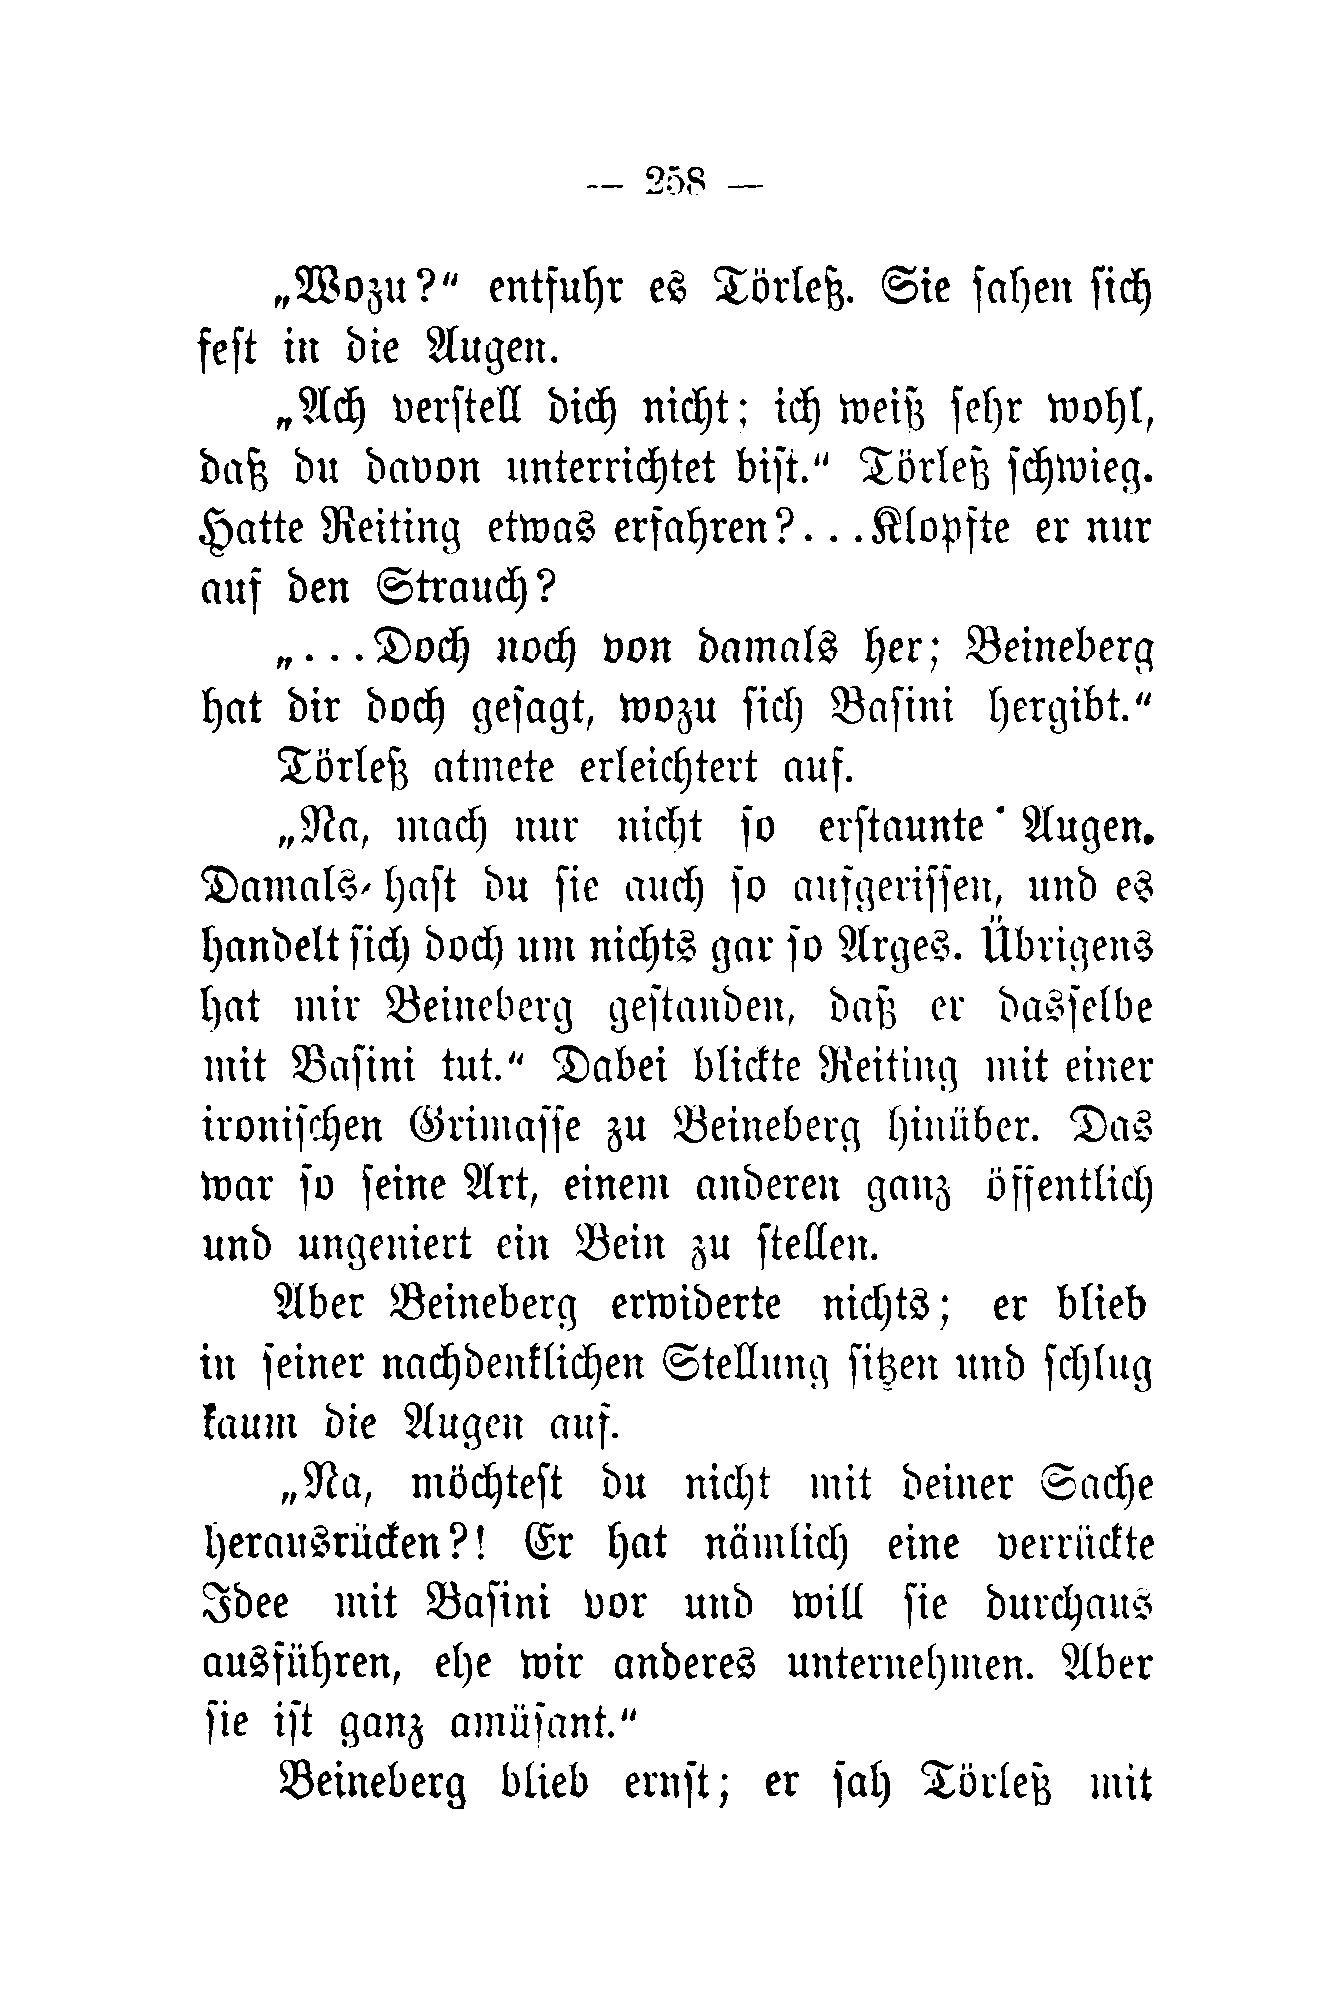 — 258 —
„Wozu?“ entfuhr es Törleß. Sie sahen sich
fest in die Augen.
„Ach verstell dich nicht; ich weiß sehr wohl,
daß du davon unterrichtet bist.“ Törleß schwieg.
Hatte Reiting etwas erfahren?...Klopfte er nur
auf den Strauch?
„...Doch noch von damals her; Beineberg
hat dir doch gesagt, wozu sich Basini hergibt.“
Törleß atmete erleichtert auf.
„Na, mach nur nicht so erstaunte Augen.
Damals hast du sie auch so aufgerissen, und es
handelt sich doch um nichts gar so Arges. Übrigens
hat mir Beineberg gestanden, daß er dasselbe
mit Basini tut.“ Dabei blickte Reiting mit einer
ironischen Grimasse zu Beineberg hinüber. Das
war so seine Art, einem anderen ganz öffentlich
und ungeniert ein Bein zu stellen.
Aber Beineberg erwiderte nichts; er blieb
in seiner nachdenklichen Stellung sitzen und schlug
kaum die Augen auf.
„Na, möchtest du nicht mit deiner Sache
herausrücken?! Er hat nämlich eine verrückte
Idee mit Basini vor und will sie durchaus
ausführen, ehe wir anderes unternehmen. Aber
sie ist ganz amüsant.“
Beineberg blieb ernst; er sah Törleß mit